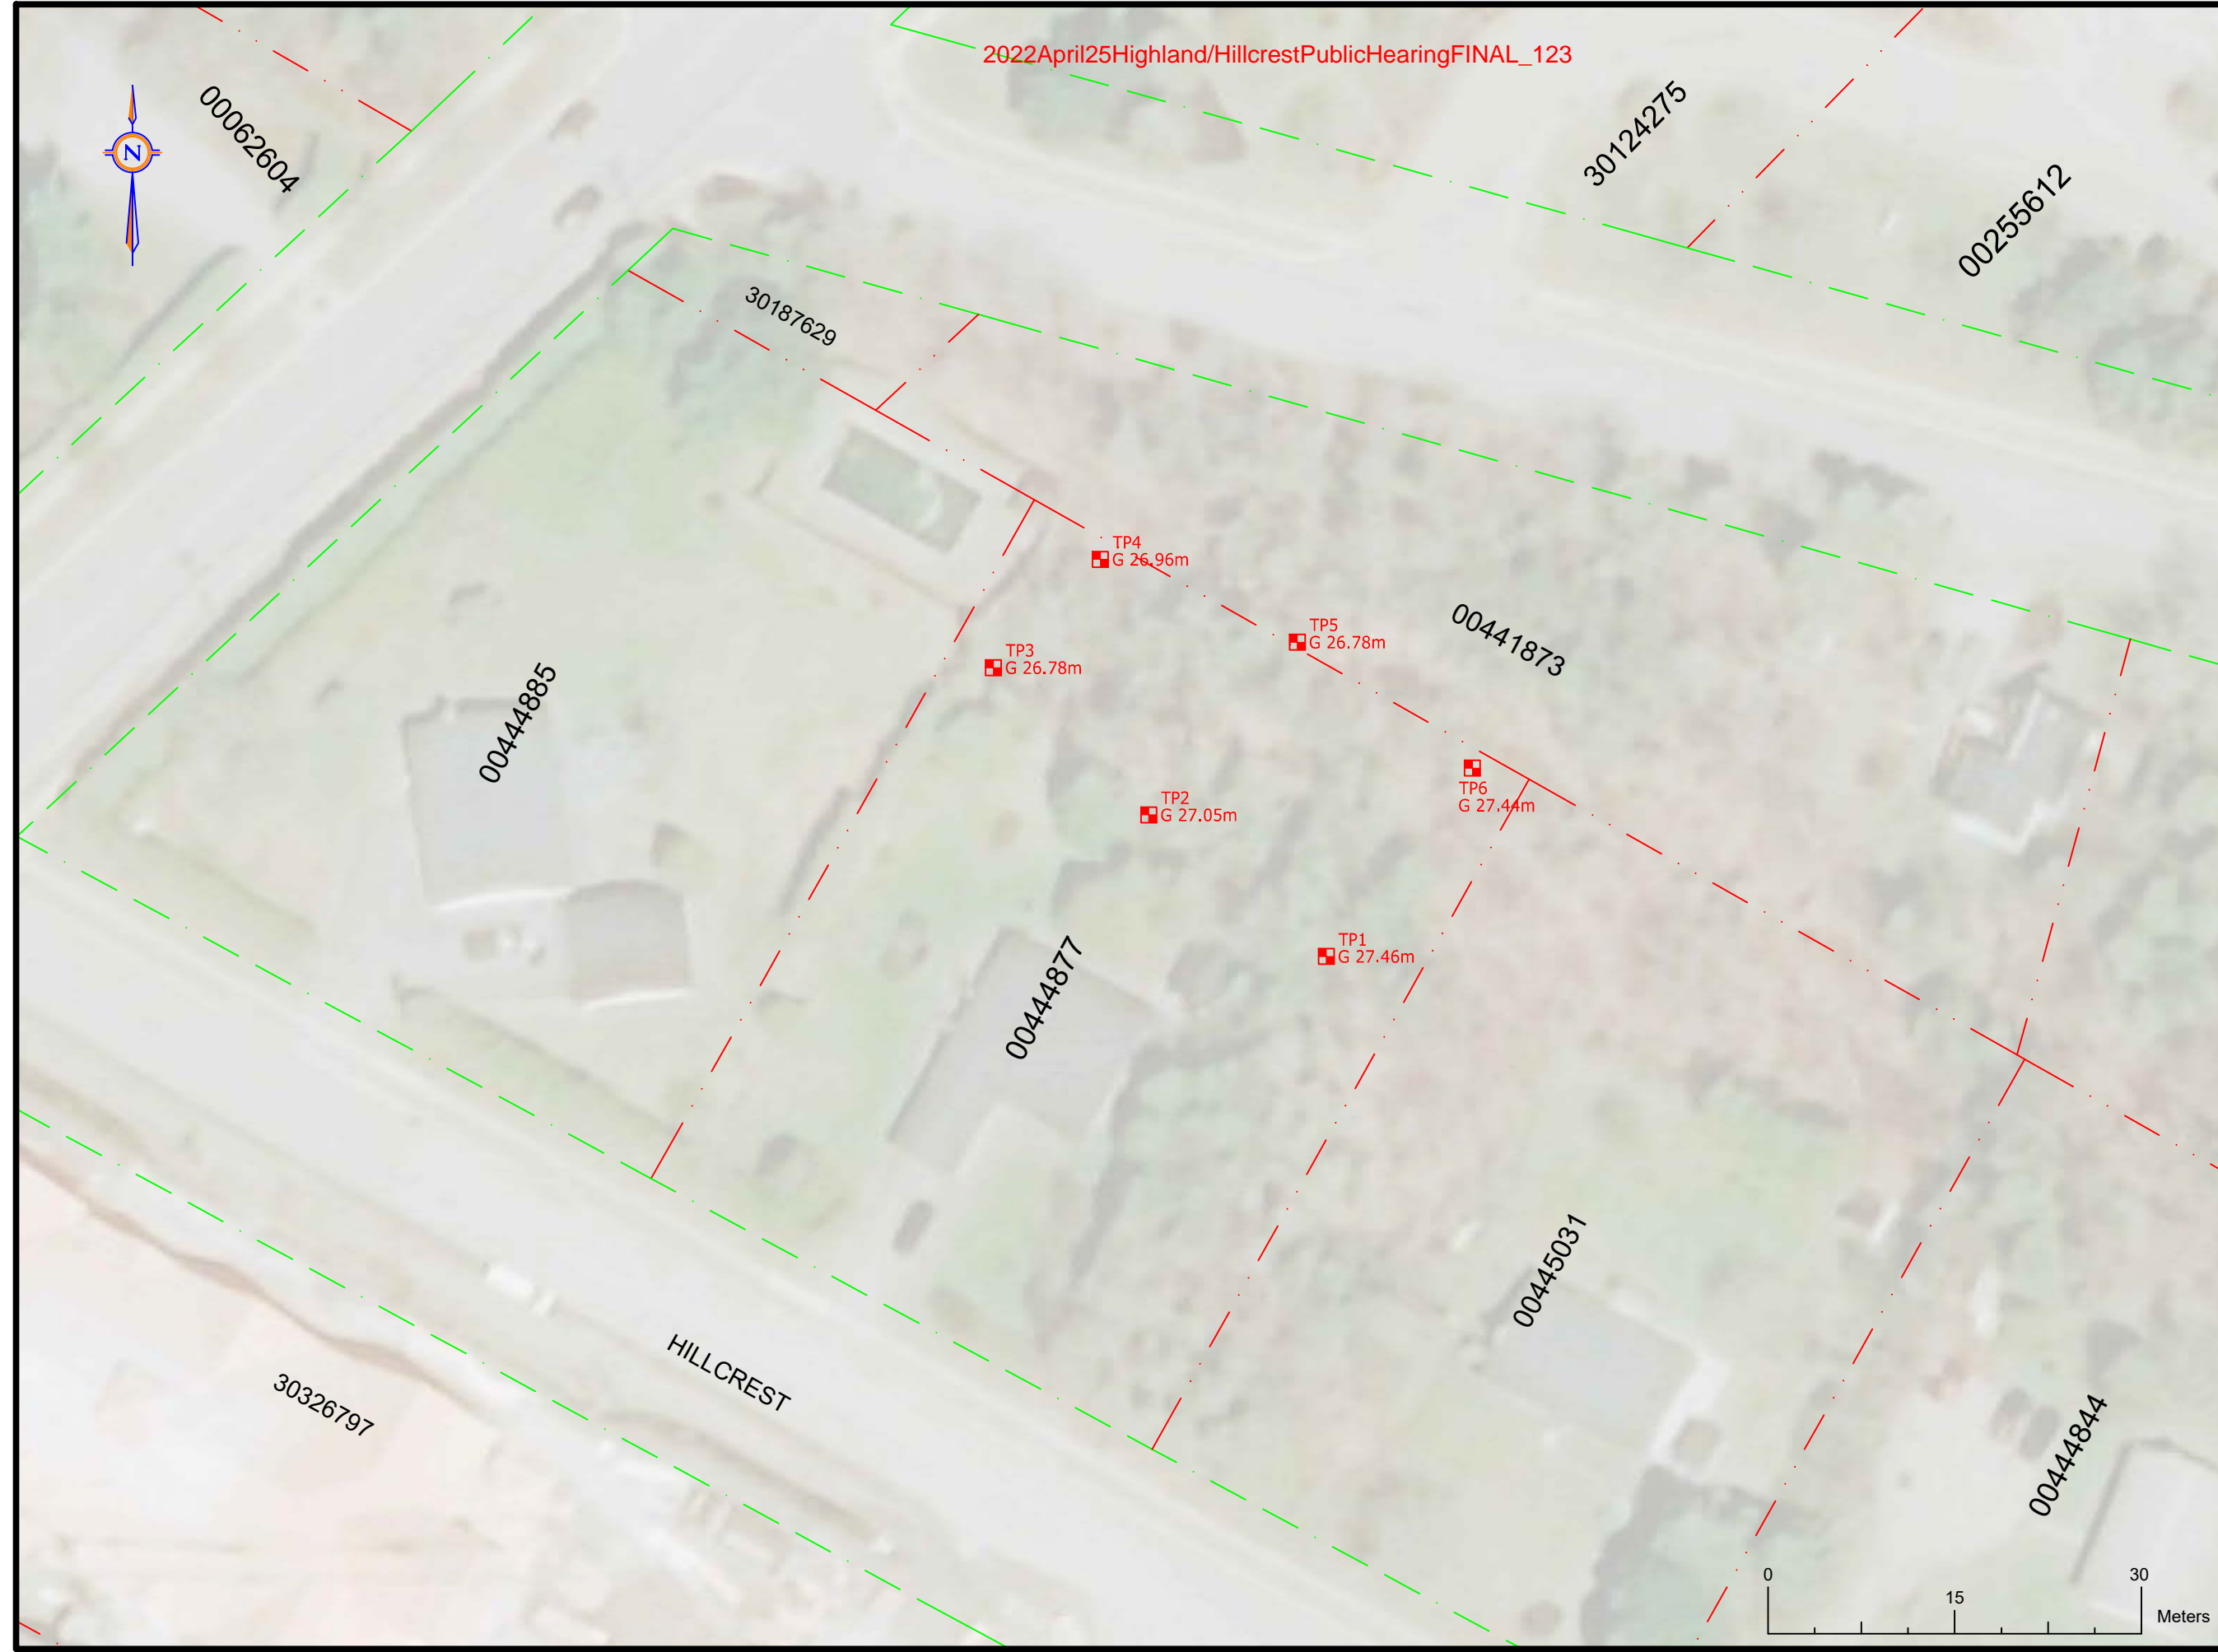 2022April25Highland/HillcrestPublicHearingFINAL_123
00062604
N
30124275
00255612
30187629
TP4
G 26.96m
TP5
G 26.78m
00441873
TP3
G 26.78m
00444885
TP6
G 27.44m
TP2
G 27.05m
TP1
G 27.46m
00444877
00445031
HILLCREST
30326797
00444844
0
15
30
Meters